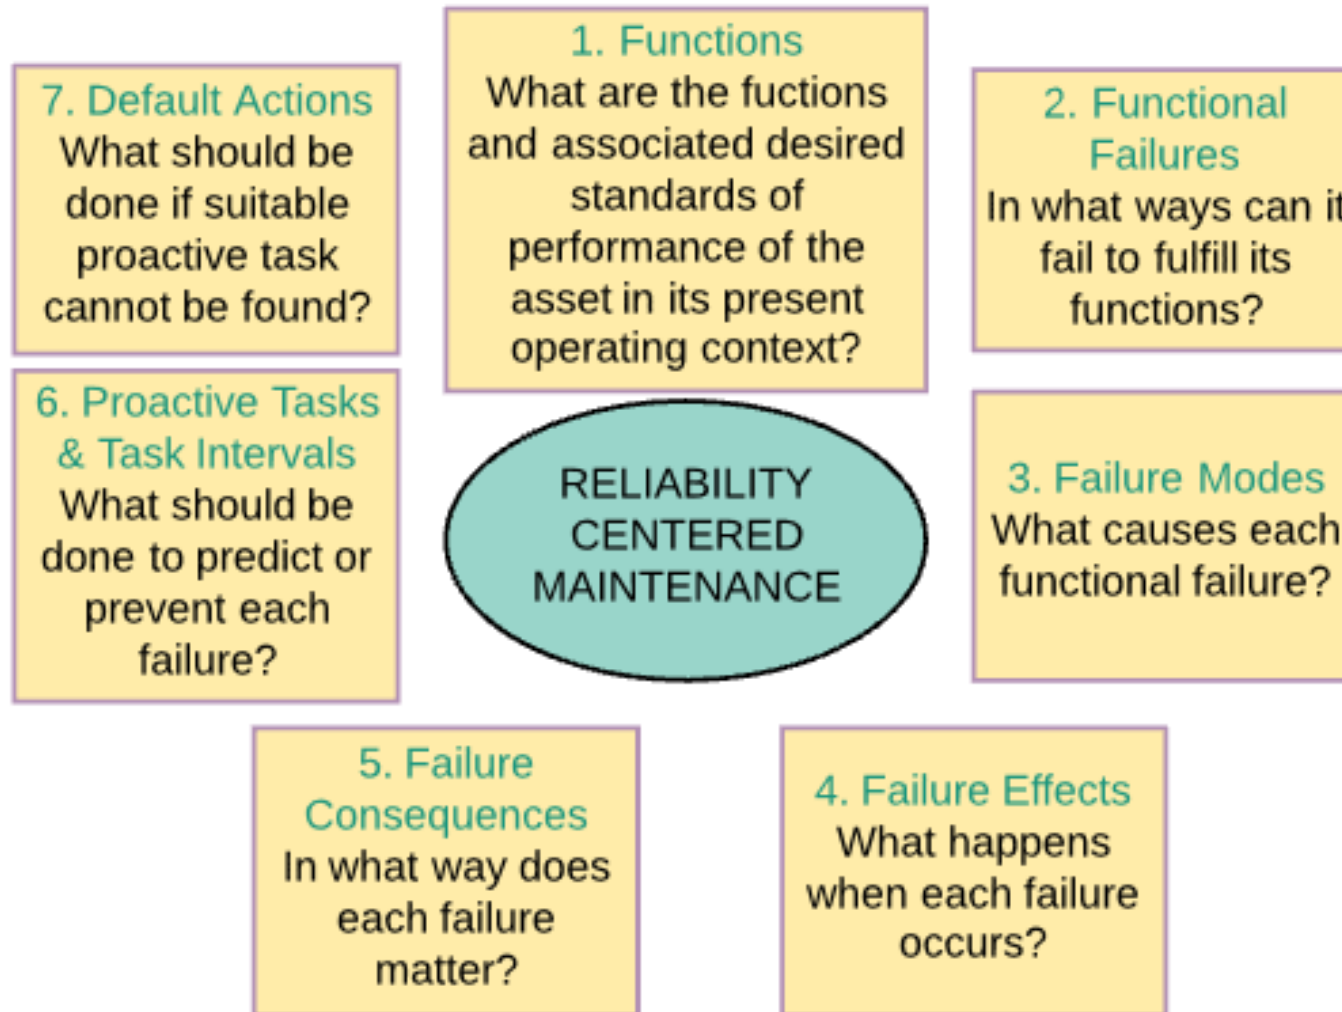 1. Functions
What are the fuctions
and associated desired
standards of
performance of the
asset in its present
operating context?
2. Functional
Failures
In what ways can it
fail to fulfill its
functions?
3. Failure Modes
What causes each
functional failure?
4. Failure Effects
What happens
when each failure
occurs?
5. Failure
Consequences
In what way does
each failure
matter?
6. Proactive Tasks
& Task Intervals
What should be
done to predict or
prevent each
failure?
7. Default Actions
What should be
done if suitable
proactive task
cannot be found?
RELIABILITY
CENTERED
MAINTENANCE